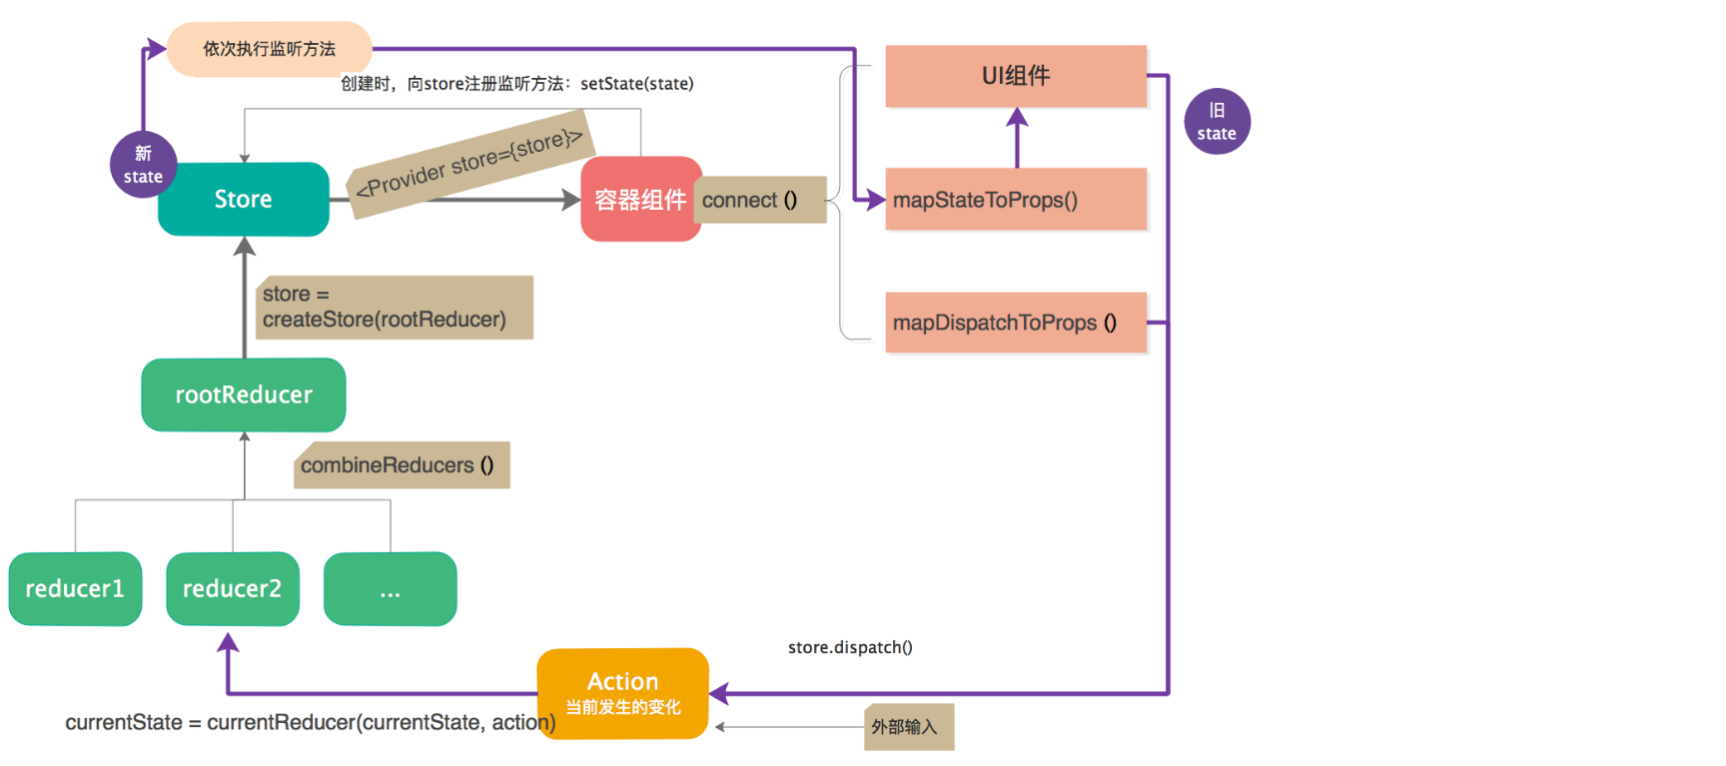 依次执行监听方法
创建时，向store注册监听方法：setState(state)
UI组件
旧
state
新
state
<Provider store={store}>
Store
容器组件
connect ()
mapStateToProps()
store =
createStore(rootReducer)
mapDispatchToProps ()
rootReducer
combineReducers ()
reducer1
reducer2
...
store.dispatch()
Action
当前发生的变化
currentState = currentReducer(currentState, action)
外部输入